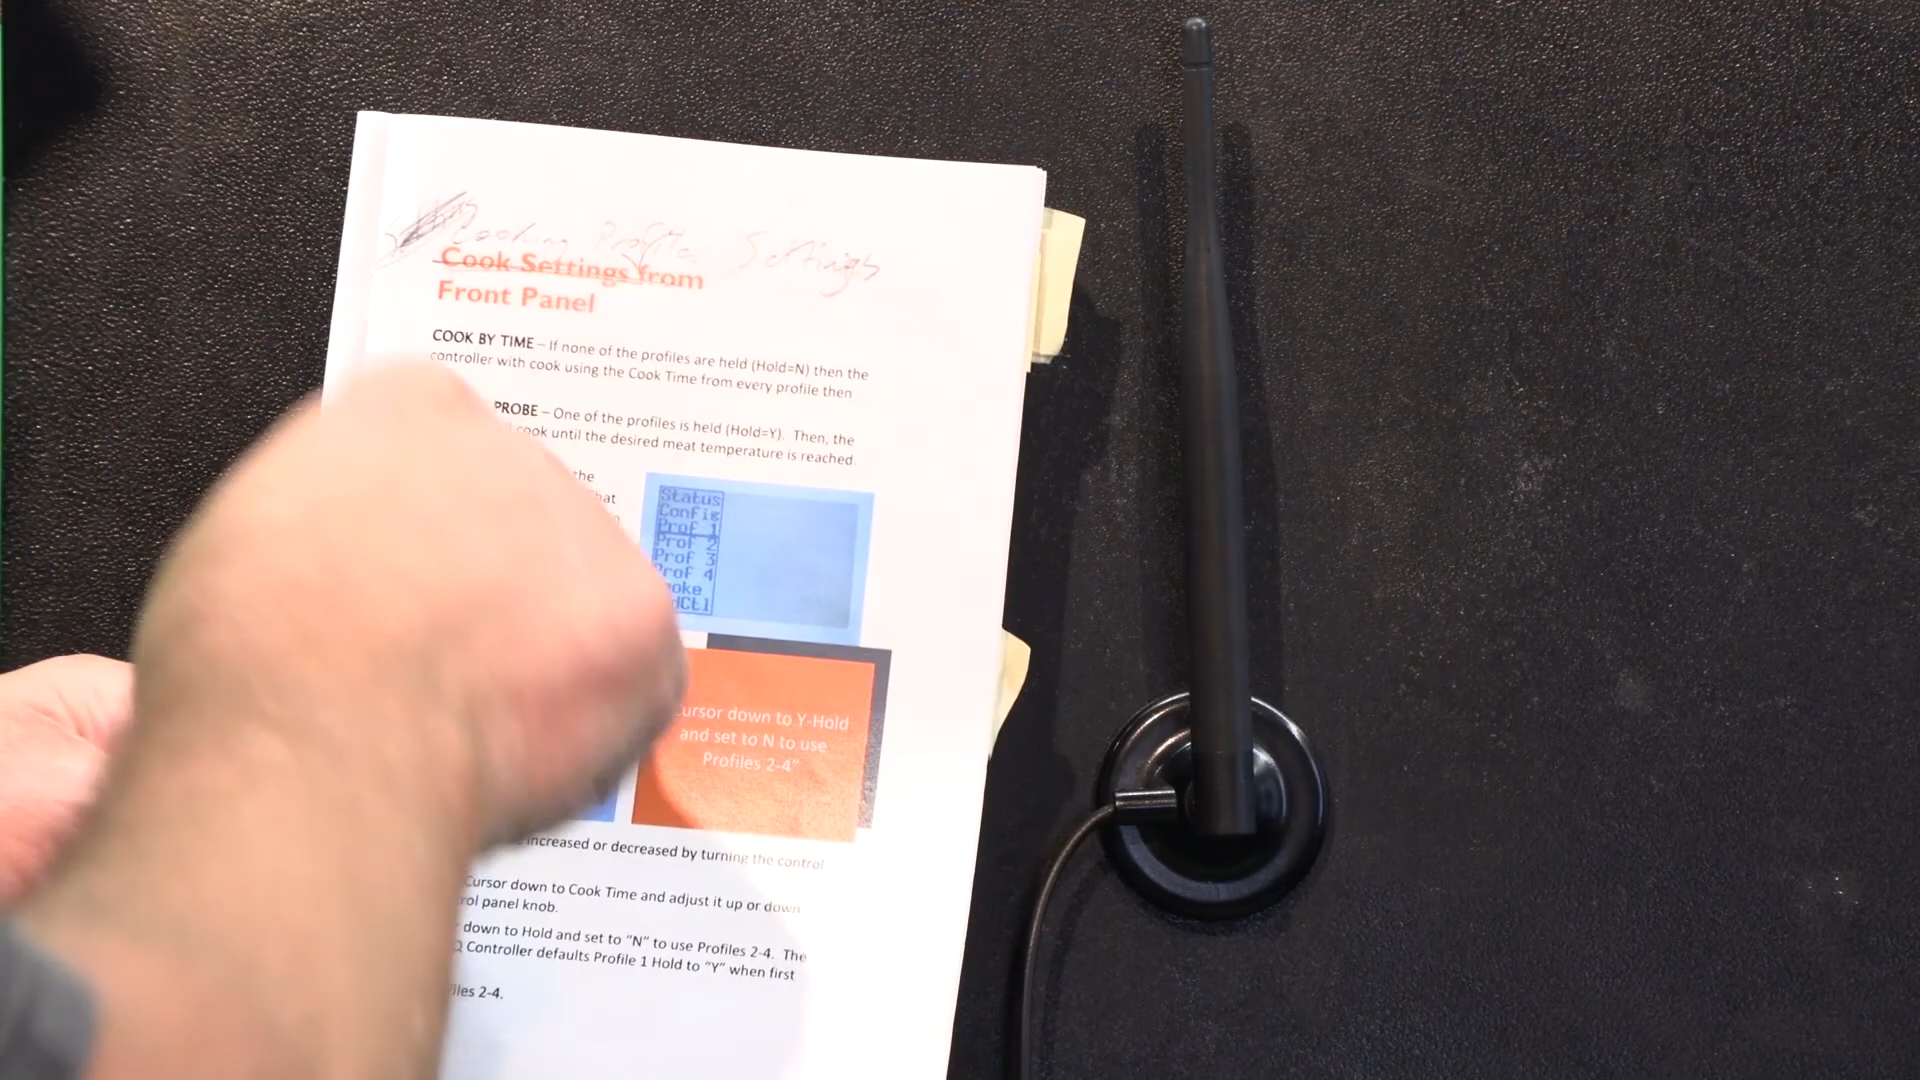 Cooking Profiles Settings
Cook Settings from
Front Panel
COOK BY TIME – If none of the profiles are held (Hold=N) then the
controller with cook using the Cook Time from every profile then
PROBE – One of the profiles is held (Hold=Y). Then, the
cook until the desired meat temperature is reached.
the
Status
Config
Prof 1
Prof 2
Prof 3
Prof 4
Cursor down to Y-Hold
and set to N to use
Profiles 2-4”
increased or decreased by turning the control
Cursor down to Cook Time and adjust it up or down
panel knob.
down to Hold and set to “N” to use Profiles 2-4. The
Controller defaults Profile 1 Hold to “Y” when first
2-4.